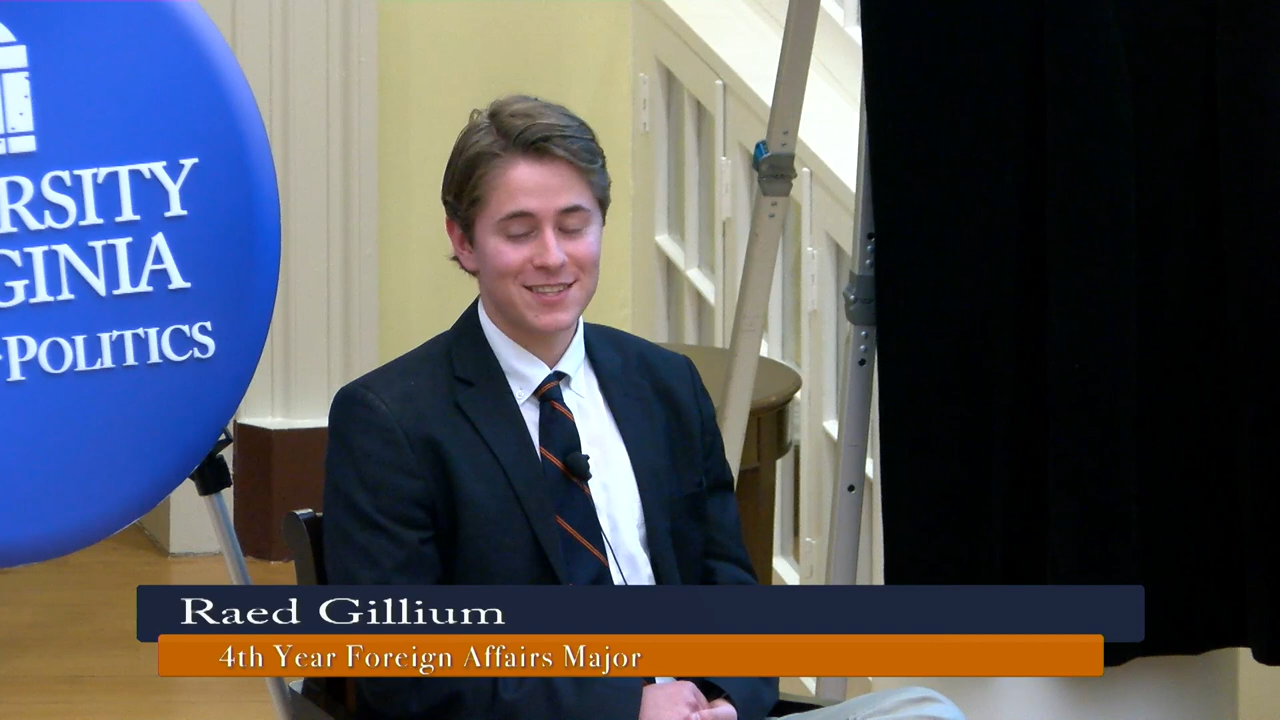 RSITY
GINIA
POLITICS
Raed Gillium
4th Year Foreign Affairs Major